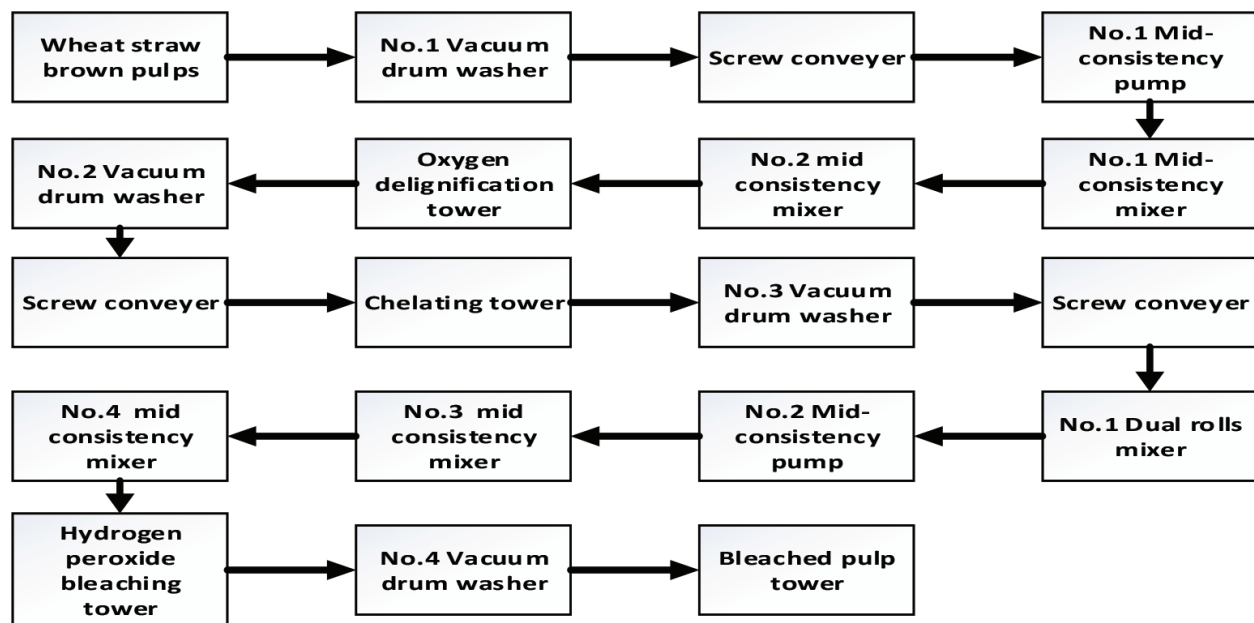 Wheat straw
brown pulps
No.1 Vacuum
drum washer
Screw conveyer
No.1 Mid-
consistency
pump
No.2 Vacuum
drum washer
Oxygen
delignification
tower
No.2 mid
consistency
mixer
No.1 Mid-
consistency
mixer
Screw conveyer
Chelating tower
No.3 Vacuum
drum washer
Screw conveyer
No.4 mid
consistency
mixer
No.3 mid
consistency
mixer
No.2 Mid-
consistency
pump
No.1 Dual rolls
mixer
Hydrogen
peroxide
bleaching
tower
No.4 Vacuum
drum washer
Bleached pulp
tower